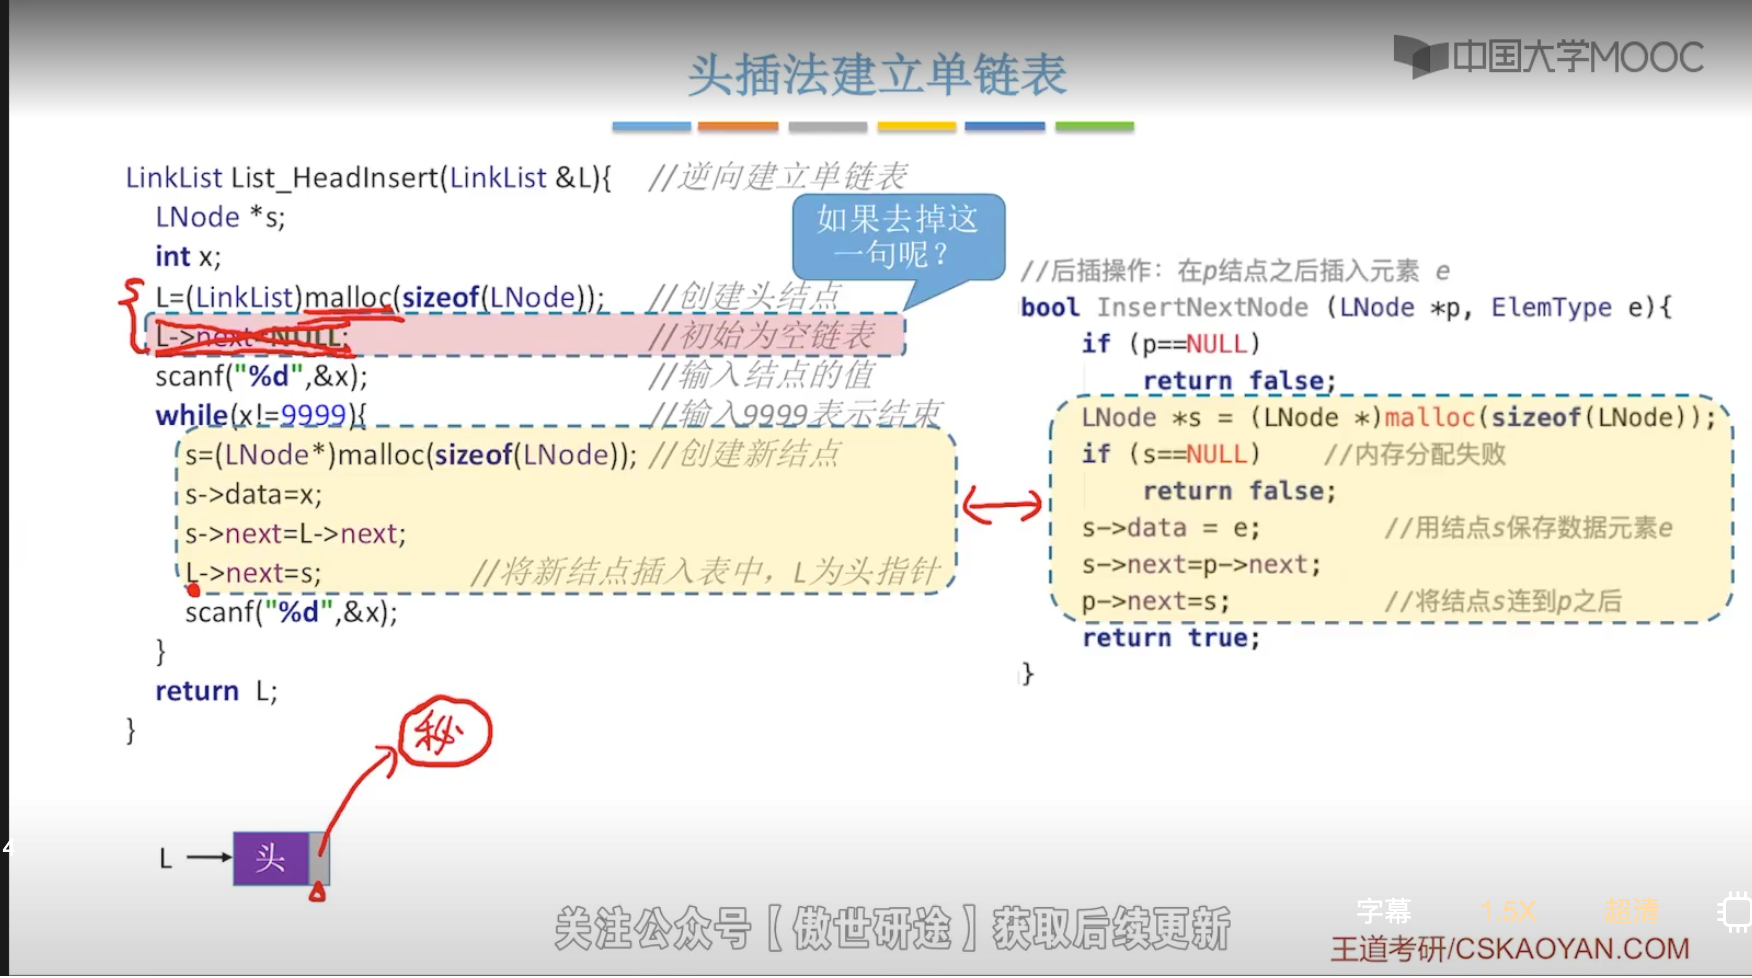 中国大学MOOC
头插法建立单链表
LinkList List_HeadInsert(LinkList &L){ //逆向建立单链表
LNode *s;
int x;
L=(LinkList)malloc(sizeof(LNode)); //创建头结点
L->next=NULL; //初始为空链表
scanf("%d",&x); //输入结点的值
while(x!=9999){ //输入9999表示结束
s=(LNode*)malloc(sizeof(LNode)); //创建新结点
s->data=x;
s->next=L->next;
L->next=s; //将新结点插入表中，L为头指针
scanf("%d",&x);
}
return L;
}
如果去掉这
一句呢？
//后插操作：在p结点之后插入元素 e
bool InsertNextNode (LNode *p, ElemType e){
if (p==NULL)
return false;
LNode *s = (LNode *)malloc(sizeof(LNode));
if (s==NULL) //内存分配失败
return false;
s->data = e; //用结点s保存数据元素e
s->next=p->next;
p->next=s; //将结点s连到p之后
return true;
}
秘
L
头
4
关注公众号【傲世研途】获取后续更新
字幕 1.5X 超清
王道考研/CSKAOYAN.COM